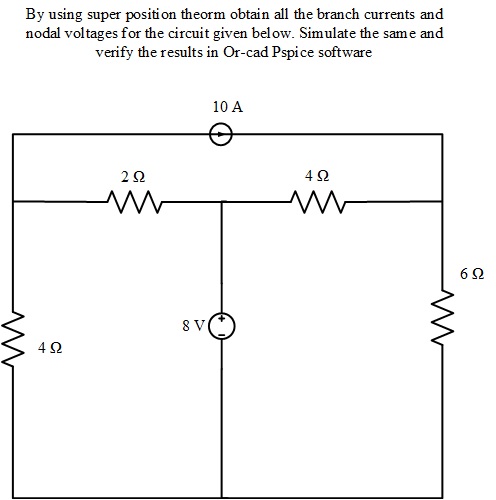 By using super position theorm obtain all the branch currents and
nodal voltages for the circuit given below. Simulate the same and
verify the results in Or-cad Pspice software
10 A
2 Ω
4 Ω
6 Ω
8 V
4 Ω